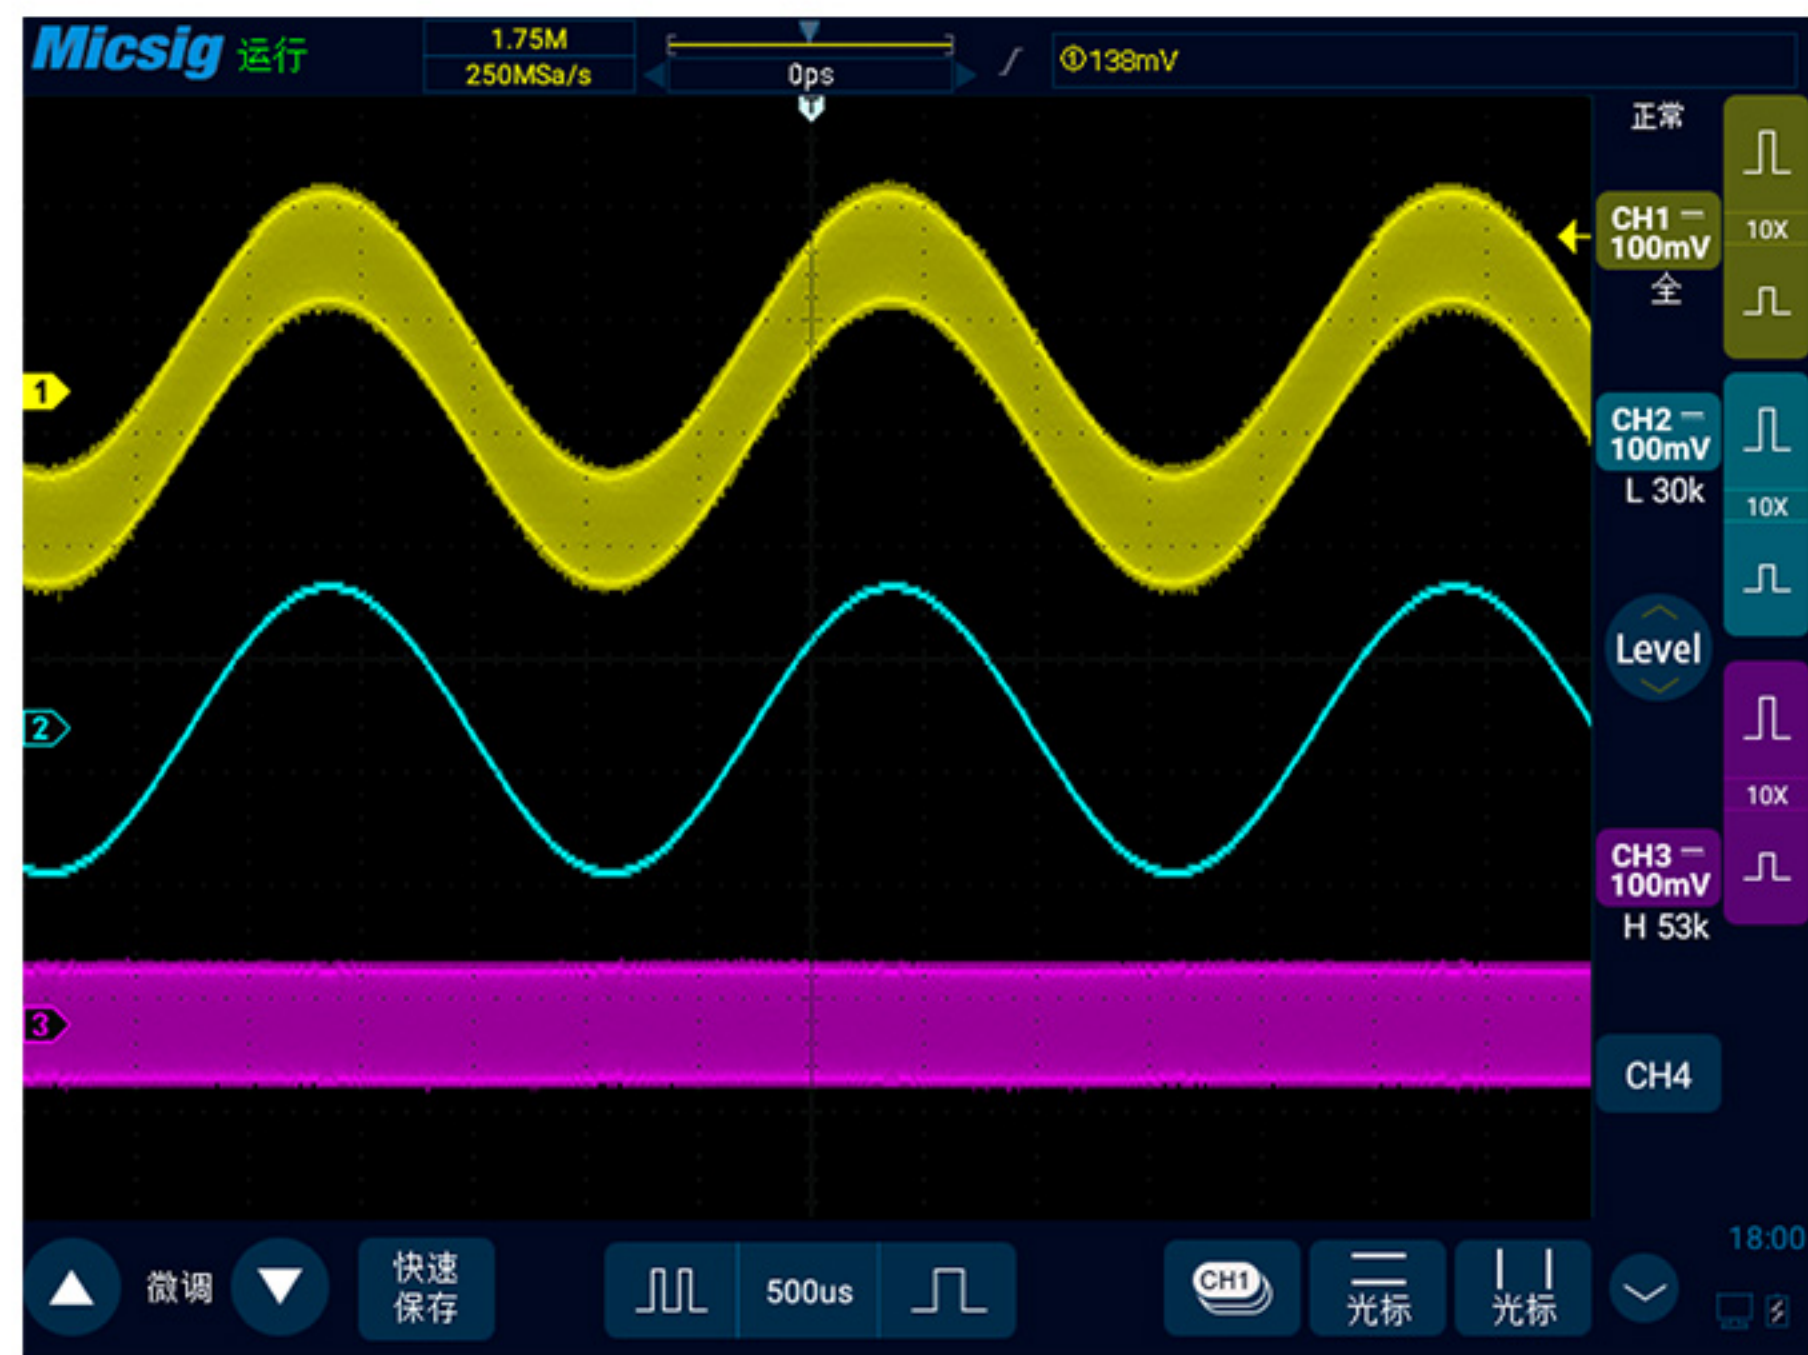 Micsig 运行
1.75M
250MSa/s
0ps
①138mV
T
正常
CH1
100mV
全
10X
1
CH2
100mV
L 30k
10X
2
Level
CH3
100mV
H 53k
10X
3
CH4
18:00
微调
快速
保存
500us
CH1
光标
光标